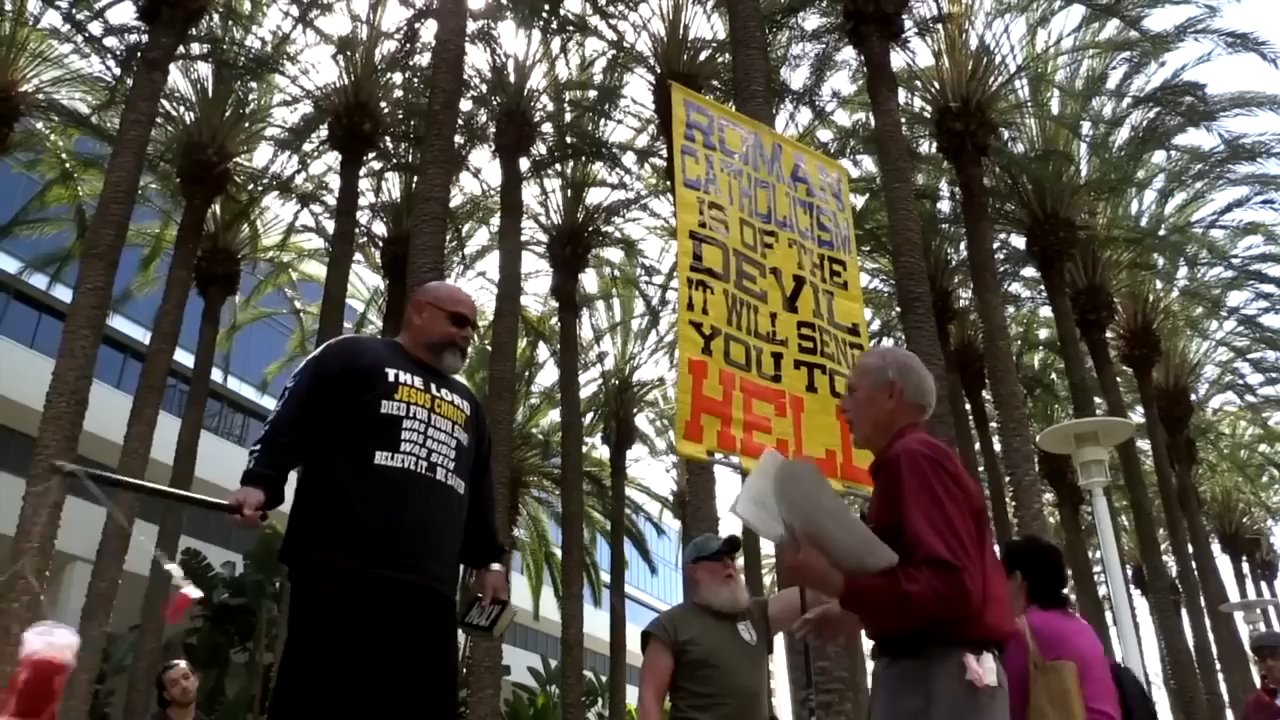 ROMAN
CATHOLICISM
IS OF THE
DEVIL
IT WILL SEND
YOU TO
HELL
THE LORD
JESUS CHRIST
DIED FOR YOUR SINS
WAS BURIED
WAS RAISED
WAS SEEN
BELIEVE IT... BE SAVED
HOLY